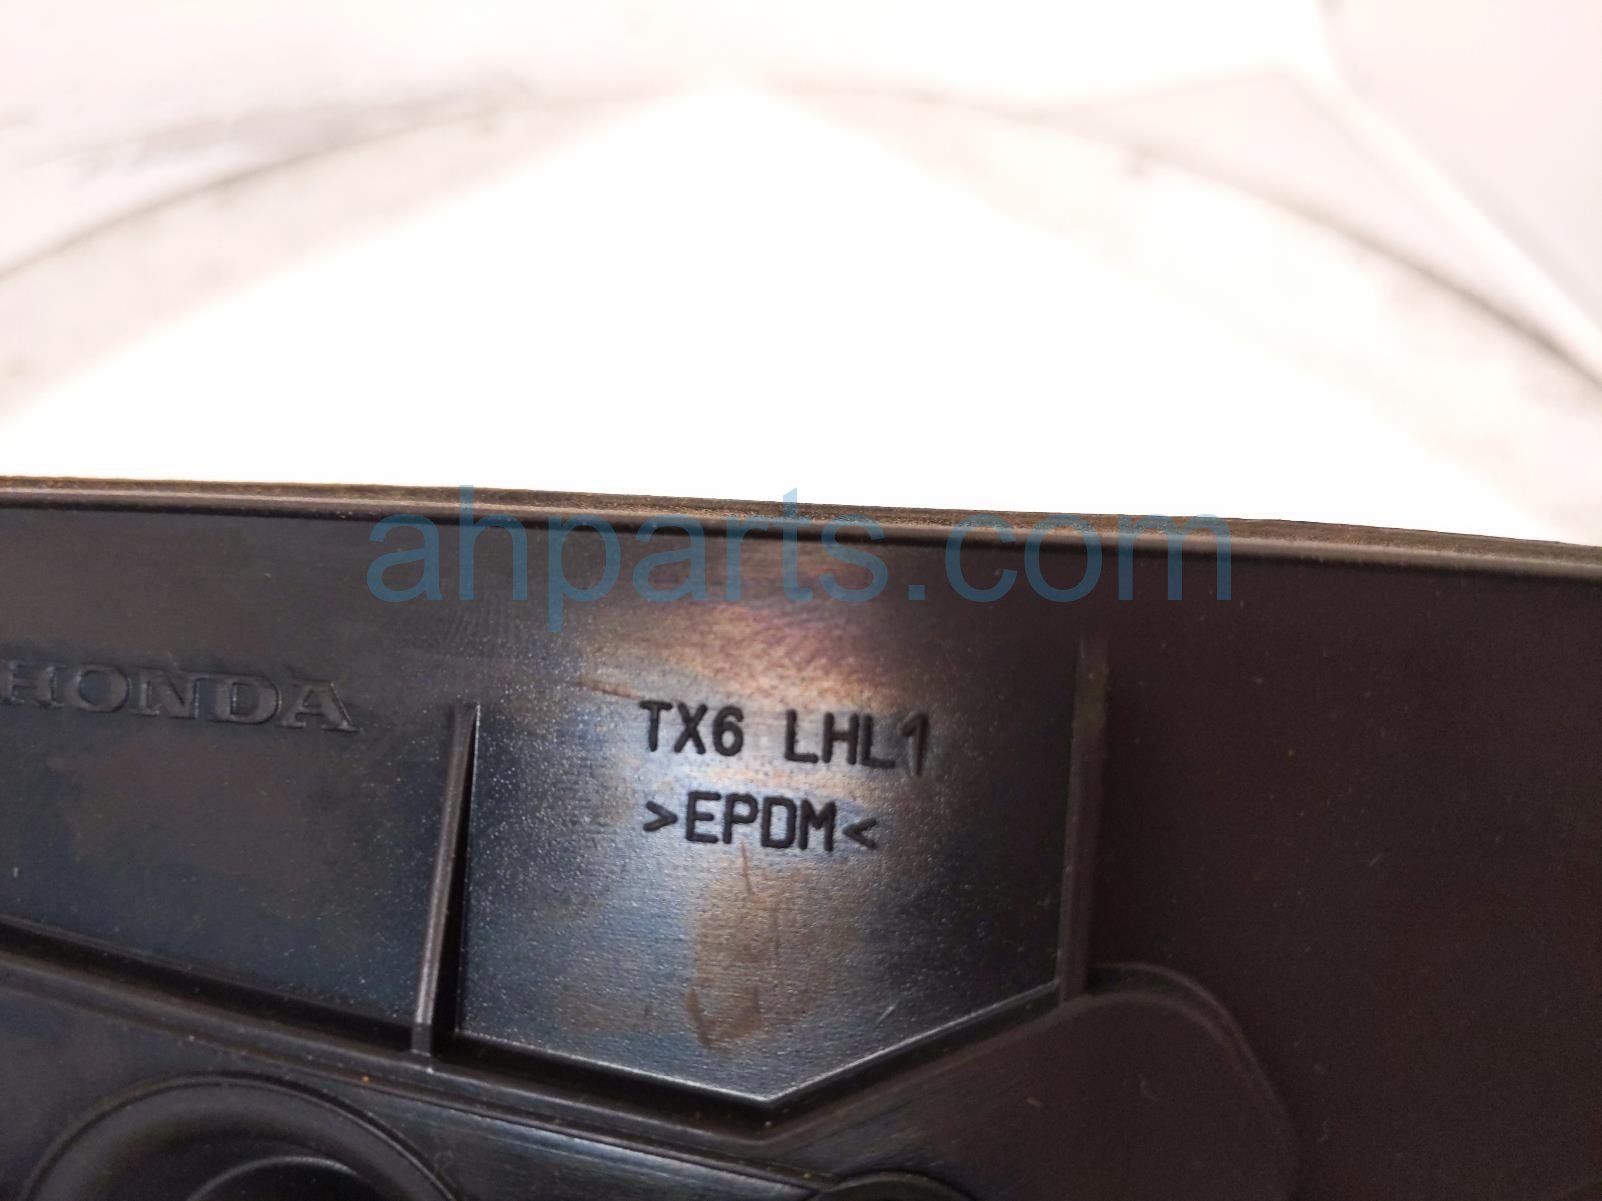 ahparts.com
HONDA
TX6 LHL1
>EPDM<